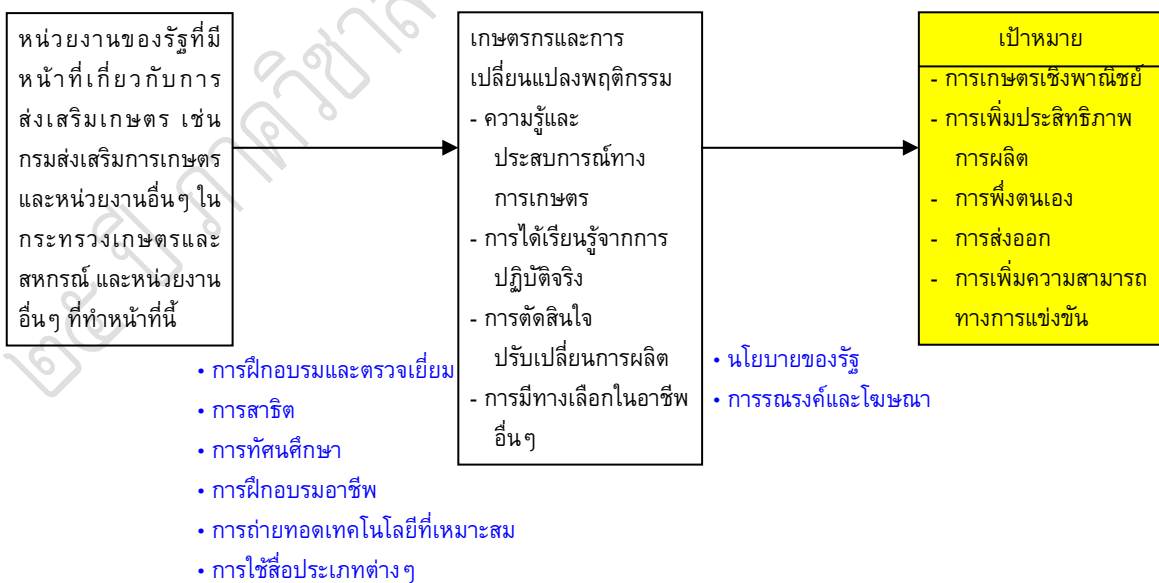 หน่วยงานของรัฐที่มี
หน้าที่เกี่ยวกับการ
ส่งเสริมเกษตร เช่น
กรมส่งเสริมการเกษตร
และหน่วยงานอื่นๆ ใน
กระทรวงเกษตรและ
สหกรณ์ และหน่วยงาน
อื่นๆ ที่ทำหน้าที่นี้
• การฝึกอบรมและตรวจเยี่ยม
• การสาธิต
• การทัศนศึกษา
• การฝึกอบรมอาชีพ
• การถ่ายทอดเทคโนโลยีที่เหมาะสม
• การใช้สื่อประเภทต่างๆ
เกษตรกรและการ
เปลี่ยนแปลงพฤติกรรม
- ความรู้และ
ประสบการณ์ทาง
การเกษตร
- การได้เรียนรู้จากการ
ปฏิบัติจริง
- การตัดสินใจ
ปรับเปลี่ยนการผลิต
- การมีทางเลือกในอาชีพ
อื่นๆ
• นโยบายของรัฐ
• การรณรงค์และโฆษณา
เป้าหมาย
- การเกษตรเชิงพาณิชย์
- การเพิ่มประสิทธิภาพ
การผลิต
- การพึ่งตนเอง
- การส่งออก
- การเพิ่มความสามารถ
ทางการแข่งขัน
๒๕ ปี ภาควิชาส